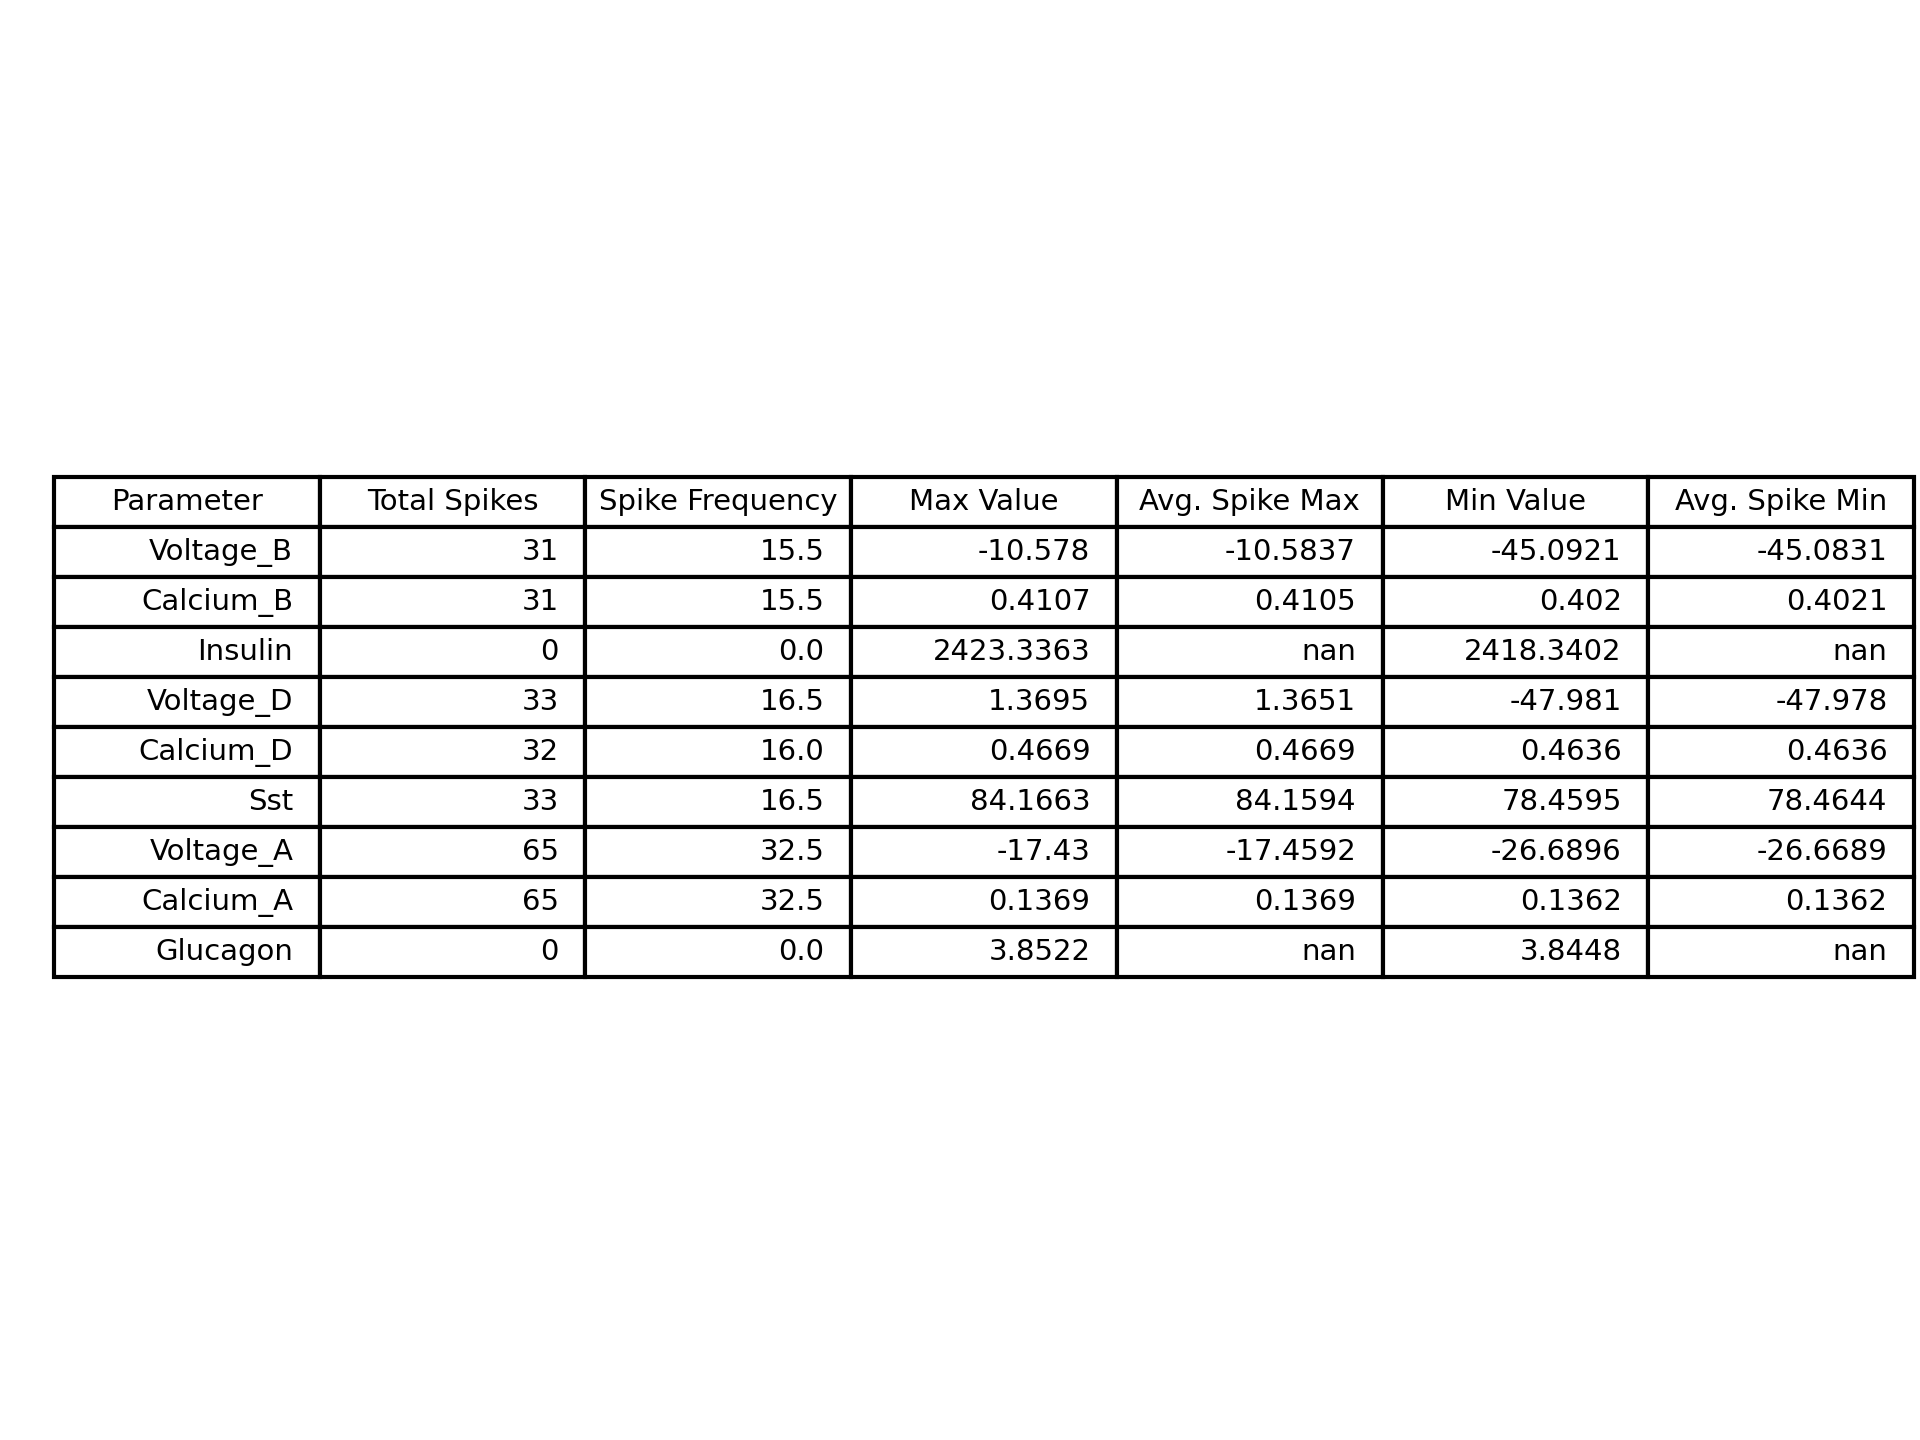 Parameter Total Spikes Spike Frequency Max Value Avg. Spike Max Min Value Avg. Spike Min
Voltage_B 31 15.5 -10.578 -10.5837 -45.0921 -45.0831
Calcium_B 31 15.5 0.4107 0.4105 0.402 0.4021
Insulin 0 0.0 2423.3363 nan 2418.3402 nan
Voltage_D 33 16.5 1.3695 1.3651 -47.981 -47.978
Calcium_D 32 16.0 0.4669 0.4669 0.4636 0.4636
Sst 33 16.5 84.1663 84.1594 78.4595 78.4644
Voltage_A 65 32.5 -17.43 -17.4592 -26.6896 -26.6689
Calcium_A 65 32.5 0.1369 0.1369 0.1362 0.1362
Glucagon 0 0.0 3.8522 nan 3.8448 nan